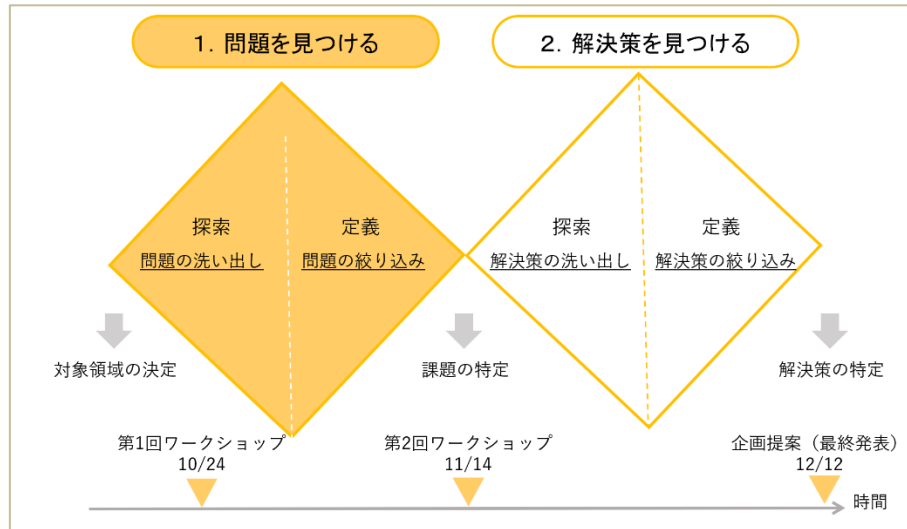 1. 問題を見つける
2. 解決策を見つける
探索
問題の洗い出し
定義
問題の絞り込み
探索
解決策の洗い出し
定義
解決策の絞り込み
対象領域の決定
課題の特定
解決策の特定
第1回ワークショップ
10/24
第2回ワークショップ
11/14
企画提案（最終発表）
12/12
時間